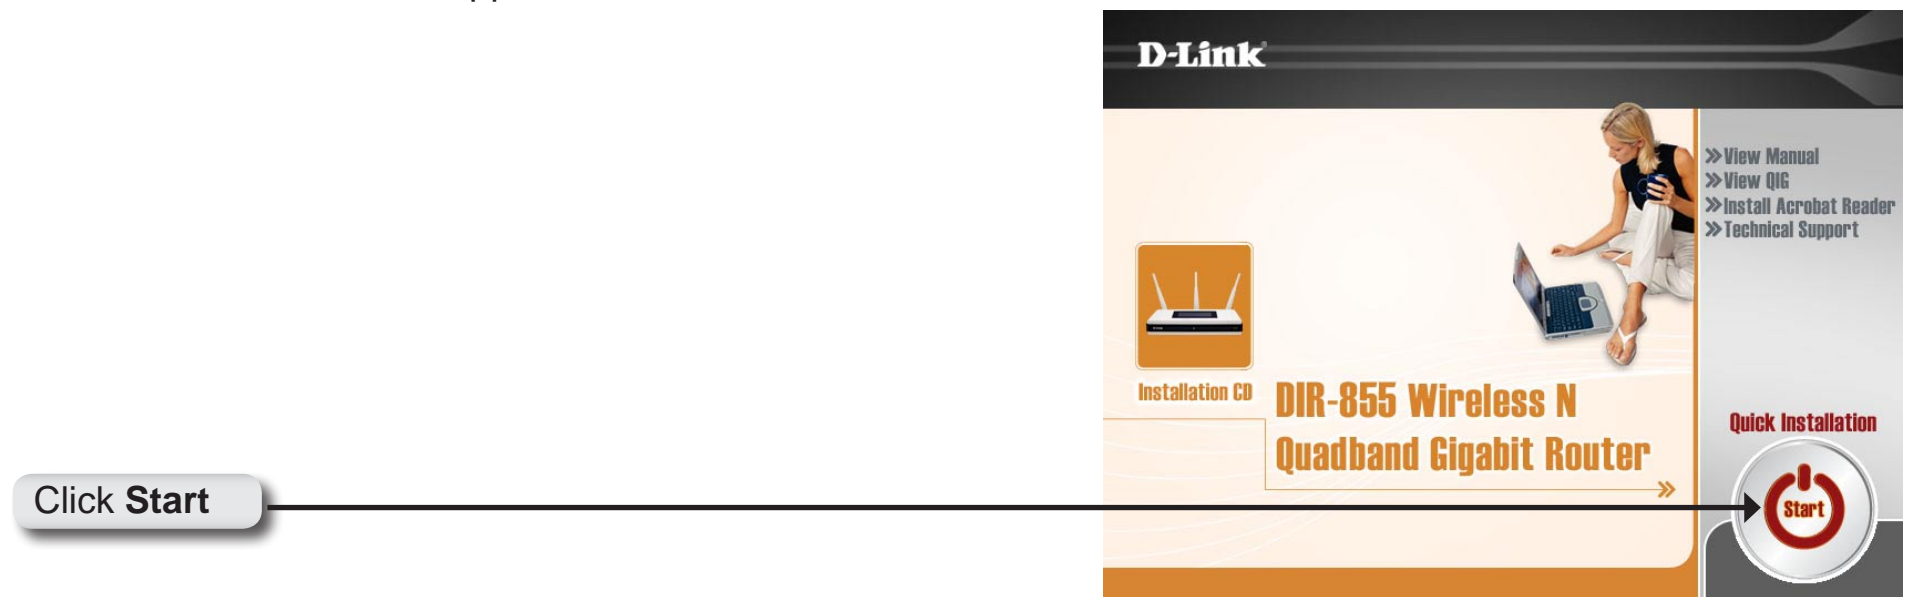 D-Link
View Manual
View QIG
Install Acrobat Reader
Technical Support
Installation CD
DIR-855 Wireless N
Quadband Gigabit Router
Quick Installation
Click Start
Start